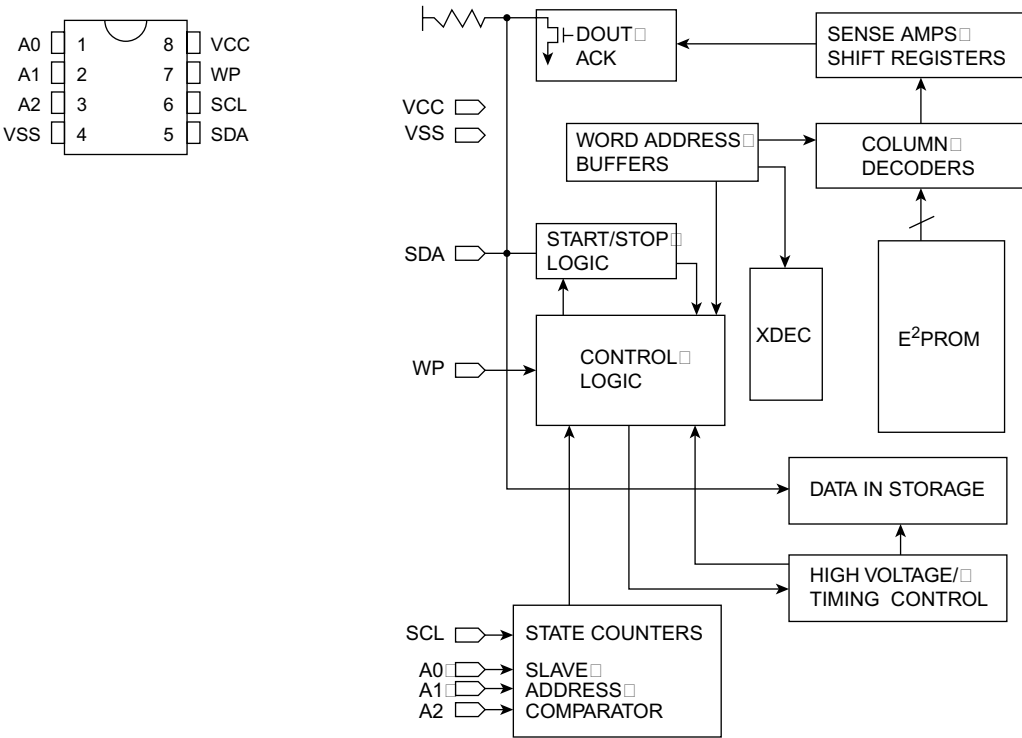 A0 1 8 VCC
A1 2 7 WP
A2 3 6 SCL
VSS 4 5 SDA
DOUT
ACK
SENSE AMPS
SHIFT REGISTERS
VCC
VSS
WORD ADDRESS
BUFFERS
COLUMN
DECODERS
SDA
START/STOP
LOGIC
XDEC
E²PROM
WP
CONTROL
LOGIC
DATA IN STORAGE
HIGH VOLTAGE/
TIMING CONTROL
SCL
STATE COUNTERS
A0
SLAVE
A1
ADDRESS
A2
COMPARATOR